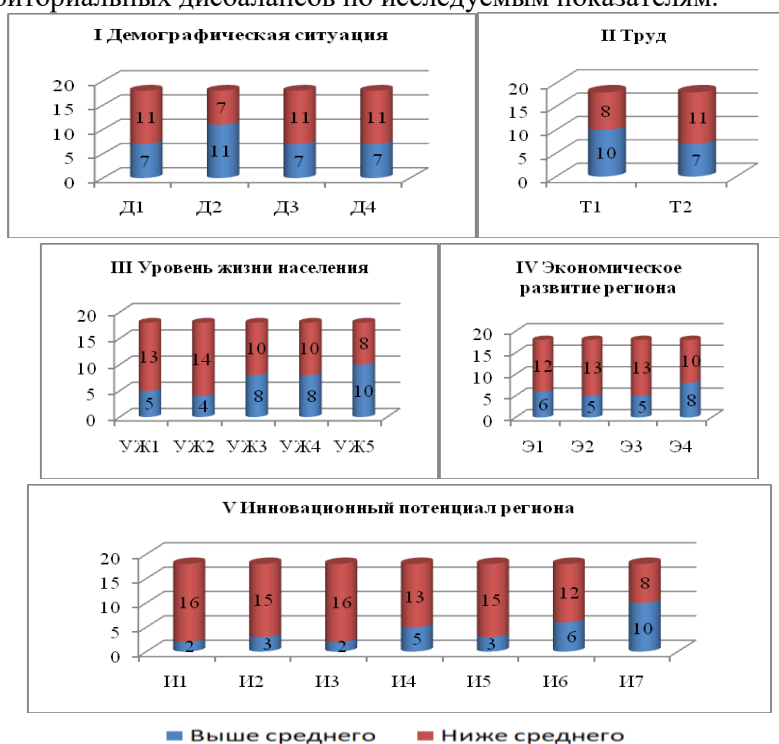 риториальных дисбалансов по исследуемым показателям.
I Демографическая ситуация
20
15
10
5
0
11 7 11 11
7 11 7 7
Д1 Д2 Д3 Д4
II Труд
20
15
10
5
0
8 11
10 7
Т1 Т2
III Уровень жизни населения
20
15
10
5
0
13 14 10 10 8
5 4 8 8 10
УЖ1 УЖ2 УЖ3 УЖ4 УЖ5
IV Экономическое
развитие региона
20
15
10
5
0
12 13 13 10
6 5 5 8
Э1 Э2 Э3 Э4
V Инновационный потенциал региона
20
15
10
5
0
16 15 16 13 15 12 8
2 3 2 5 3 6 10
И1 И2 И3 И4 И5 И6 И7
Выше среднего Ниже среднего